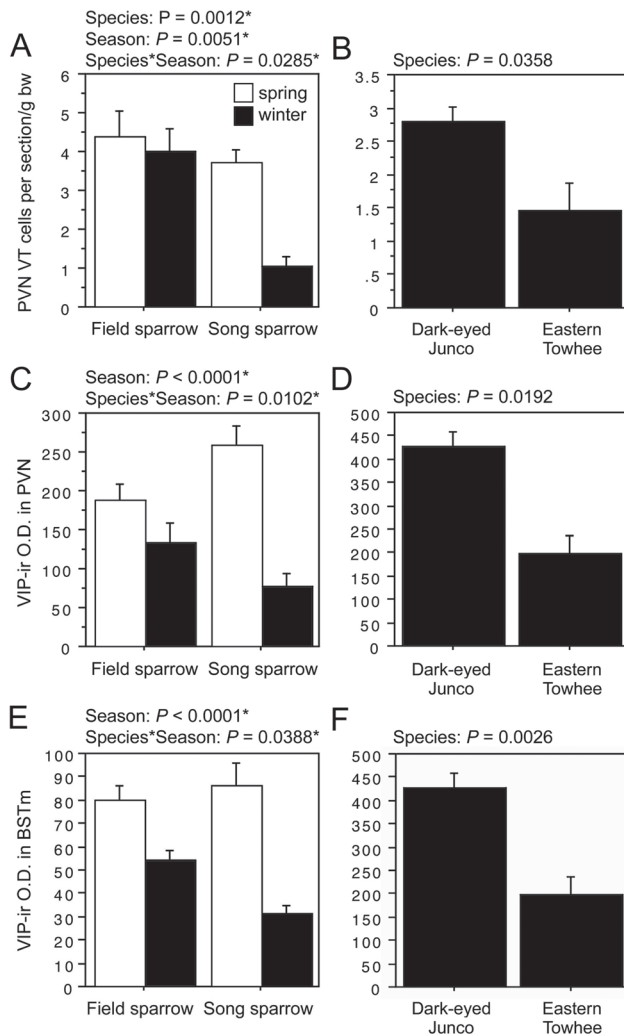 Species: P = 0.0012*
Season: P = 0.0051*
Species*Season: P = 0.0285*
A
PVN VT cells per section/g bw
6
5
4
3
2
1
0
spring
winter
Field sparrow Song sparrow
B
Species: P = 0.0358
3.5
3
2.5
2
1.5
1
.5
0
Dark-eyed Junco
Eastern Towhee
C
Season: P < 0.0001*
Species*Season: P = 0.0102*
VIP-ir O.D. in PVN
300
250
200
150
100
50
0
Field sparrow Song sparrow
D
Species: P = 0.0192
500
450
400
350
300
250
200
150
100
50
0
Dark-eyed Junco
Eastern Towhee
E
Season: P < 0.0001*
Species*Season: P = 0.0388*
VIP-ir O.D. in BSTm
100
90
80
70
60
50
40
30
20
10
0
Field sparrow Song sparrow
F
Species: P = 0.0026
500
450
400
350
300
250
200
150
100
50
0
Dark-eyed Junco
Eastern Towhee